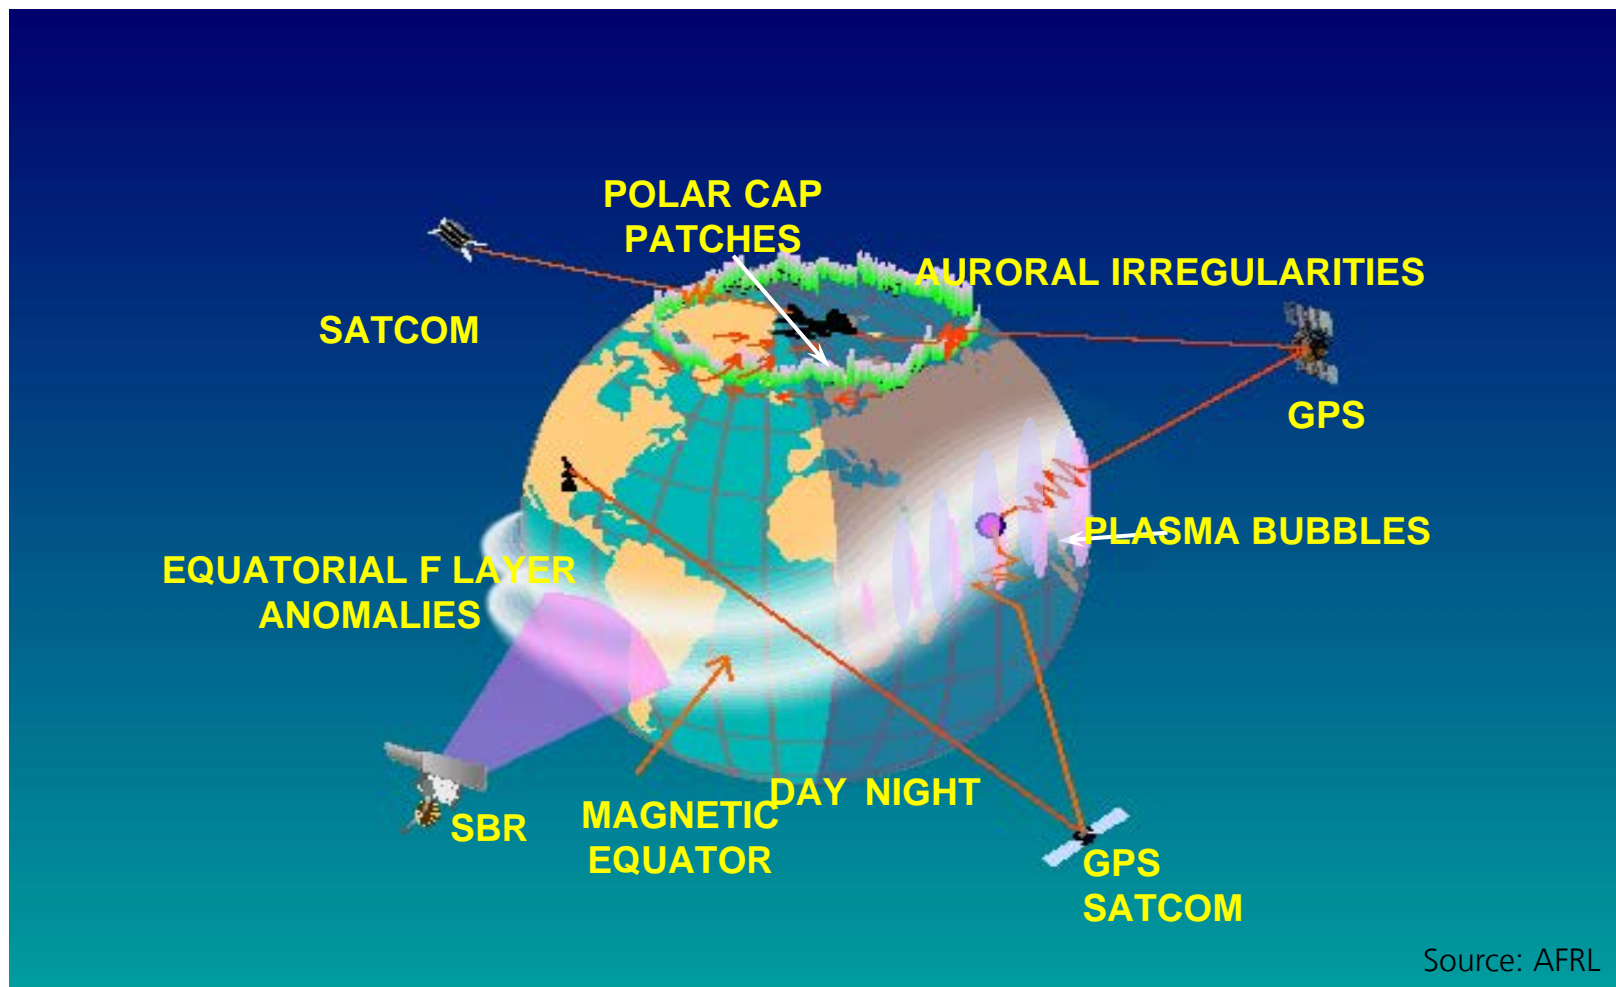 POLAR CAP
PATCHES
AURORAL IRREGULARITIES
SATCOM
GPS
PLASMA BUBBLES
EQUATORIAL F LAYER
ANOMALIES
DAY NIGHT
SBR
MAGNETIC
EQUATOR
GPS
SATCOM
Source: AFRL